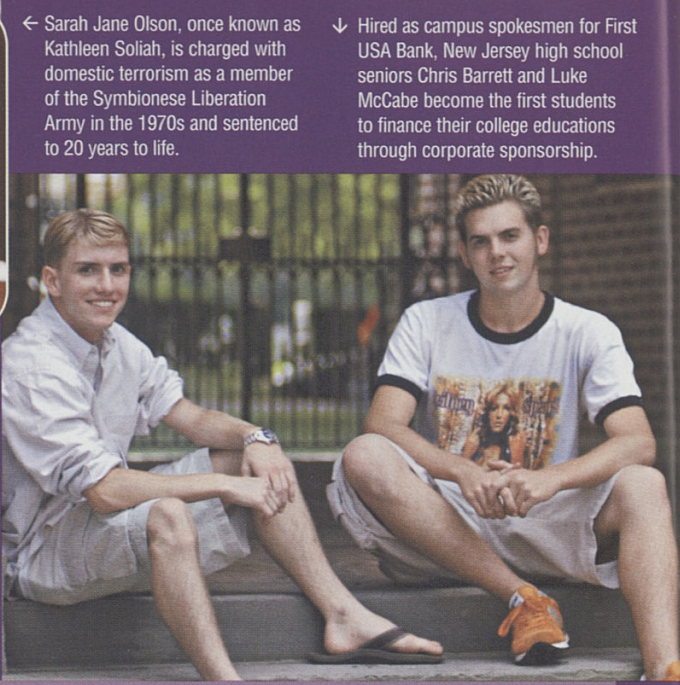 ← Sarah Jane Olson, once known as
Kathleen Soliah, is charged with
domestic terrorism as a member
of the Symbionese Liberation
Army in the 1970s and sentenced
to 20 years to life.
↓ Hired as campus spokesmen for First
USA Bank, New Jersey high school
seniors Chris Barrett and Luke
McCabe become the first students
to finance their college educations
through corporate sponsorship.